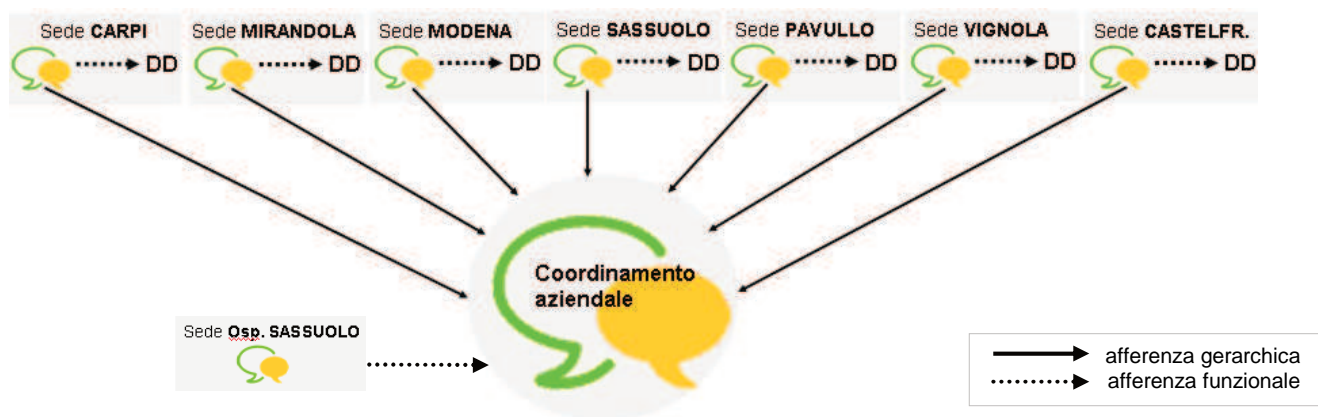 Sede CARPI
DD
Sede MIRANDOLA
DD
Sede MODENA
DD
Sede SASSUOLO
DD
Sede PAVULLO
DD
Sede VIGNOLA
DD
Sede CASTELFR.
DD
Coordinamento
aziendale
Sede Osp. SASSUOLO
afferenza gerarchica
afferenza funzionale